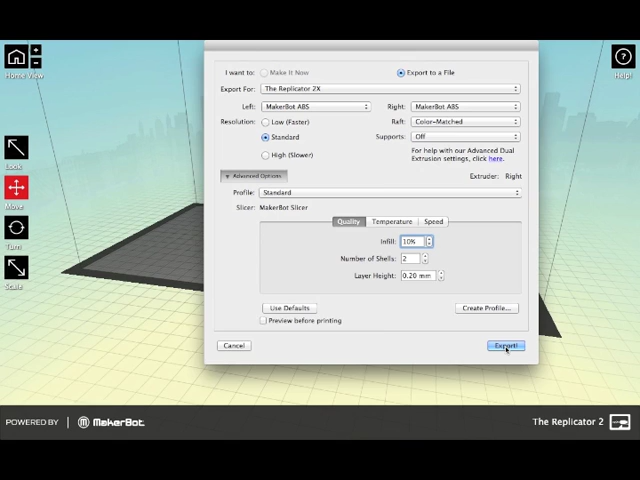 Home View
+
-
?
Help!
I want to: Make It Now Export to a File
Export For: The Replicator 2X
Left: MakerBot ABS Right: MakerBot ABS
Resolution: Low (Faster) Raft: Color-Matched
Standard Supports: Off
High (Slower) For help with our Advanced Dual
Extrusion settings, click here.
Advanced Options Extruder: Right
Profile: Standard
Slicer: MakerBot Slicer
Quality Temperature Speed
Infill: 10%
Number of Shells: 2
Layer Height: 0.20 mm
Use Defaults Create Profile...
Preview before printing
Cancel Export!
Look
Move
Turn
Scale
POWERED BY MakerBot. The Replicator 2